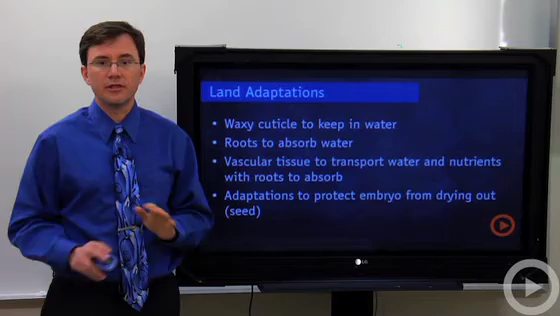 Land Adaptations
• Waxy cuticle to keep in water
• Roots to absorb water
• Vascular tissue to transport water and nutrients
with roots to absorb
• Adaptations to protect embryo from drying out
(seed)
LG